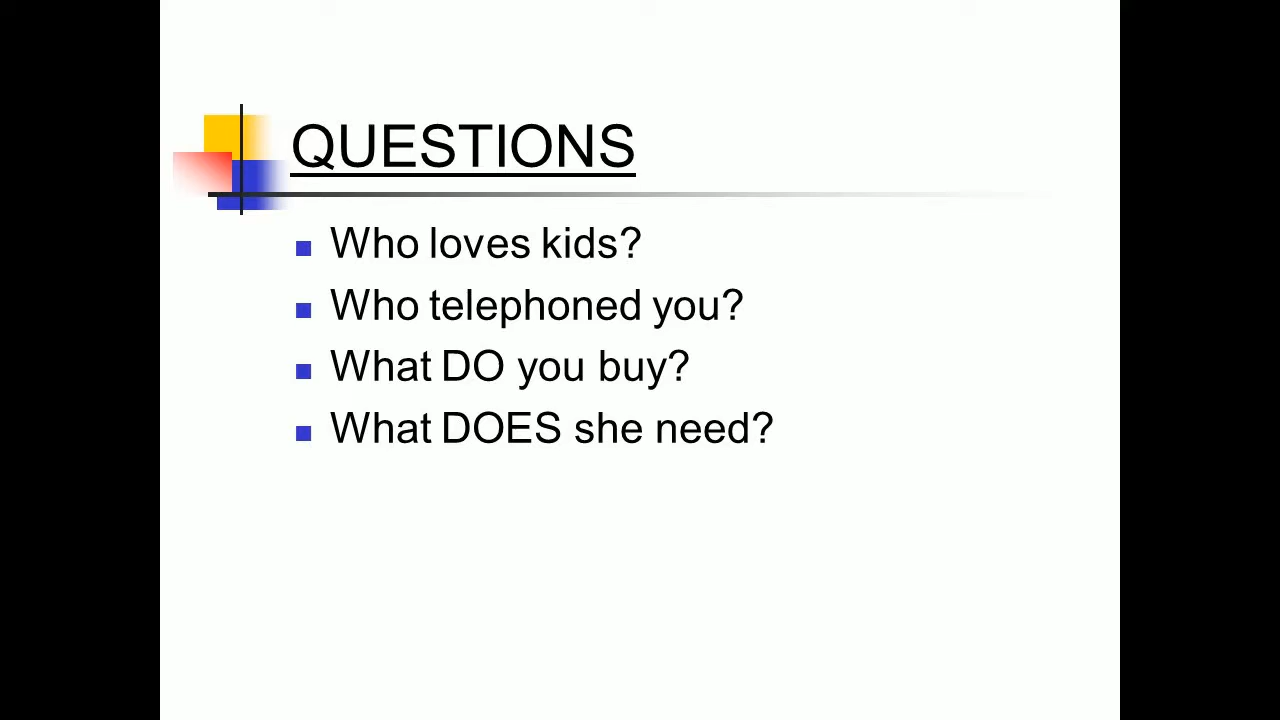 QUESTIONS
Who loves kids?
Who telephoned you?
What DO you buy?
What DOES she need?